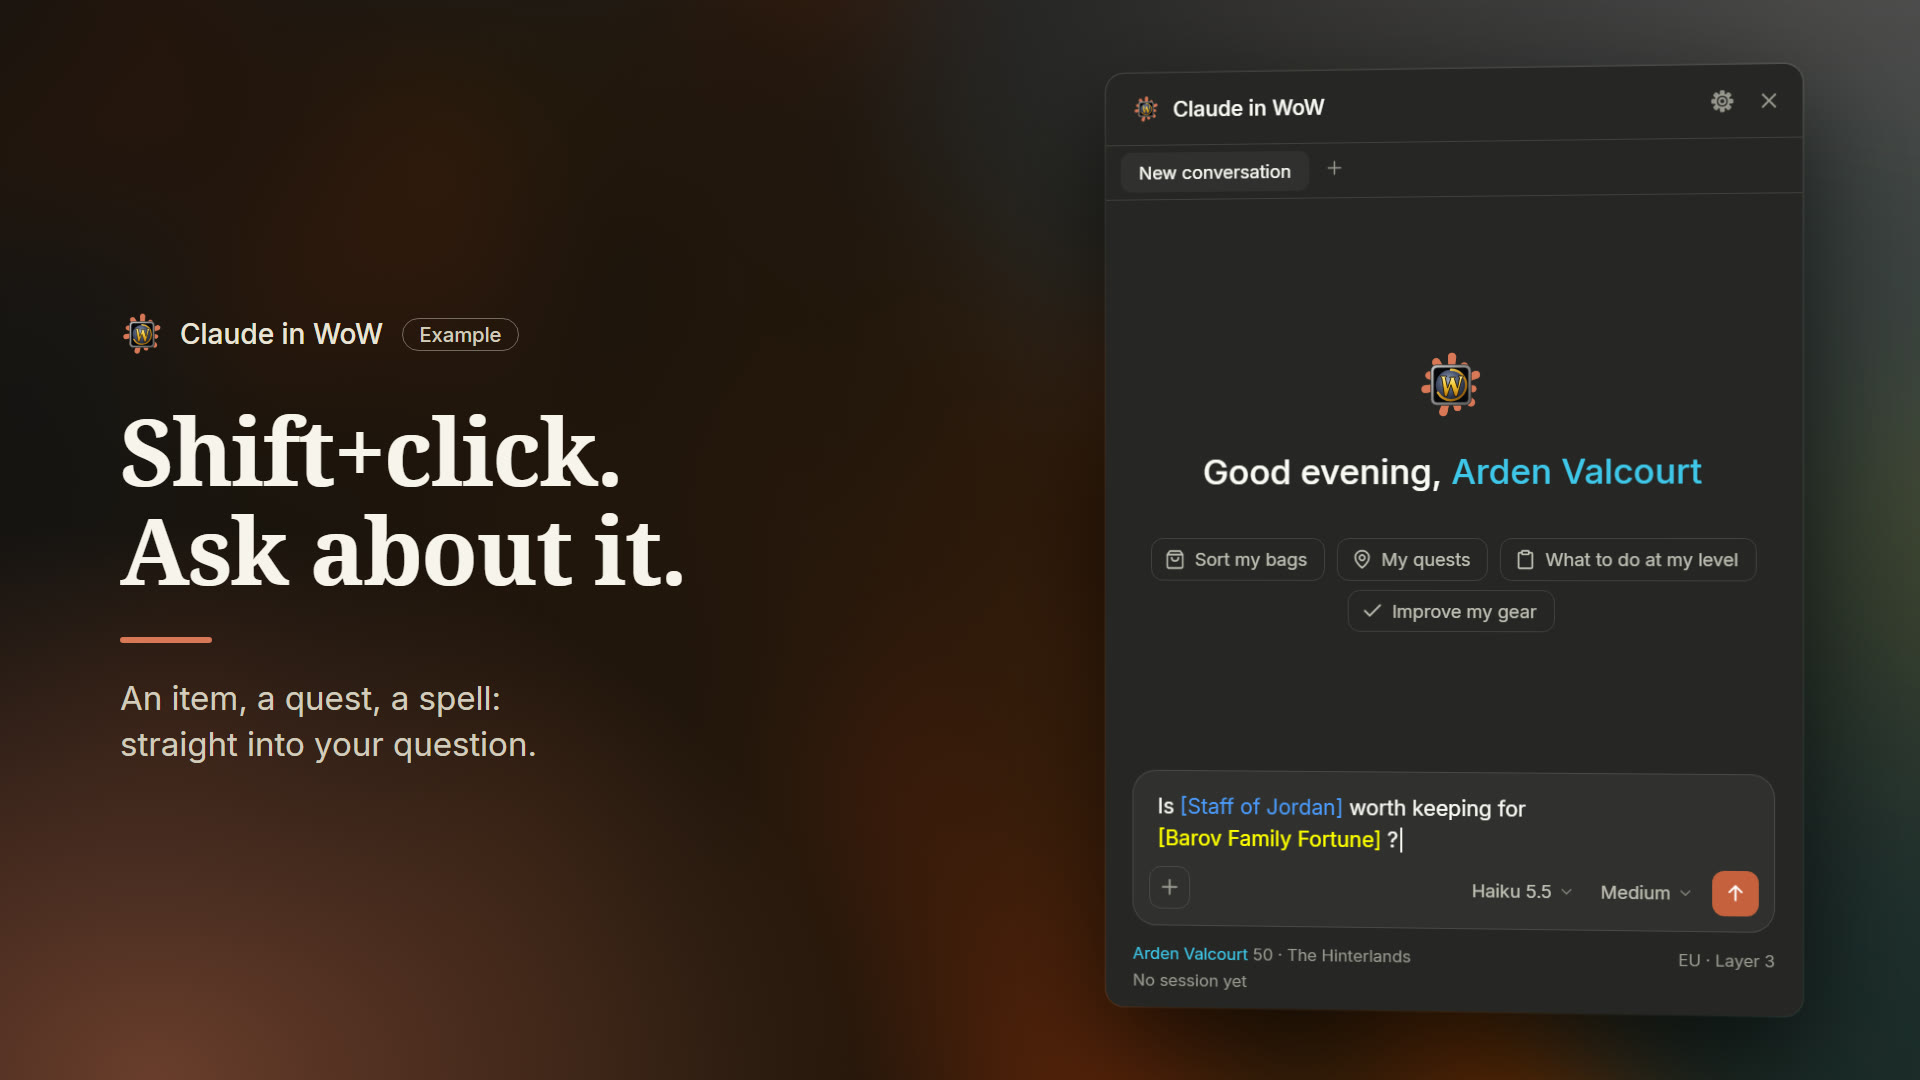 Claude in WoW Example
Shift+click.
Ask about it.
An item, a quest, a spell:
straight into your question.
Claude in WoW
New conversation
Good evening, Arden Valcourt
Sort my bags
My quests
What to do at my level
Improve my gear
Is [Staff of Jordan] worth keeping for
[Barov Family Fortune] ?
Haiku 5.5
Medium
Arden Valcourt 50 · The Hinterlands
EU · Layer 3
No session yet